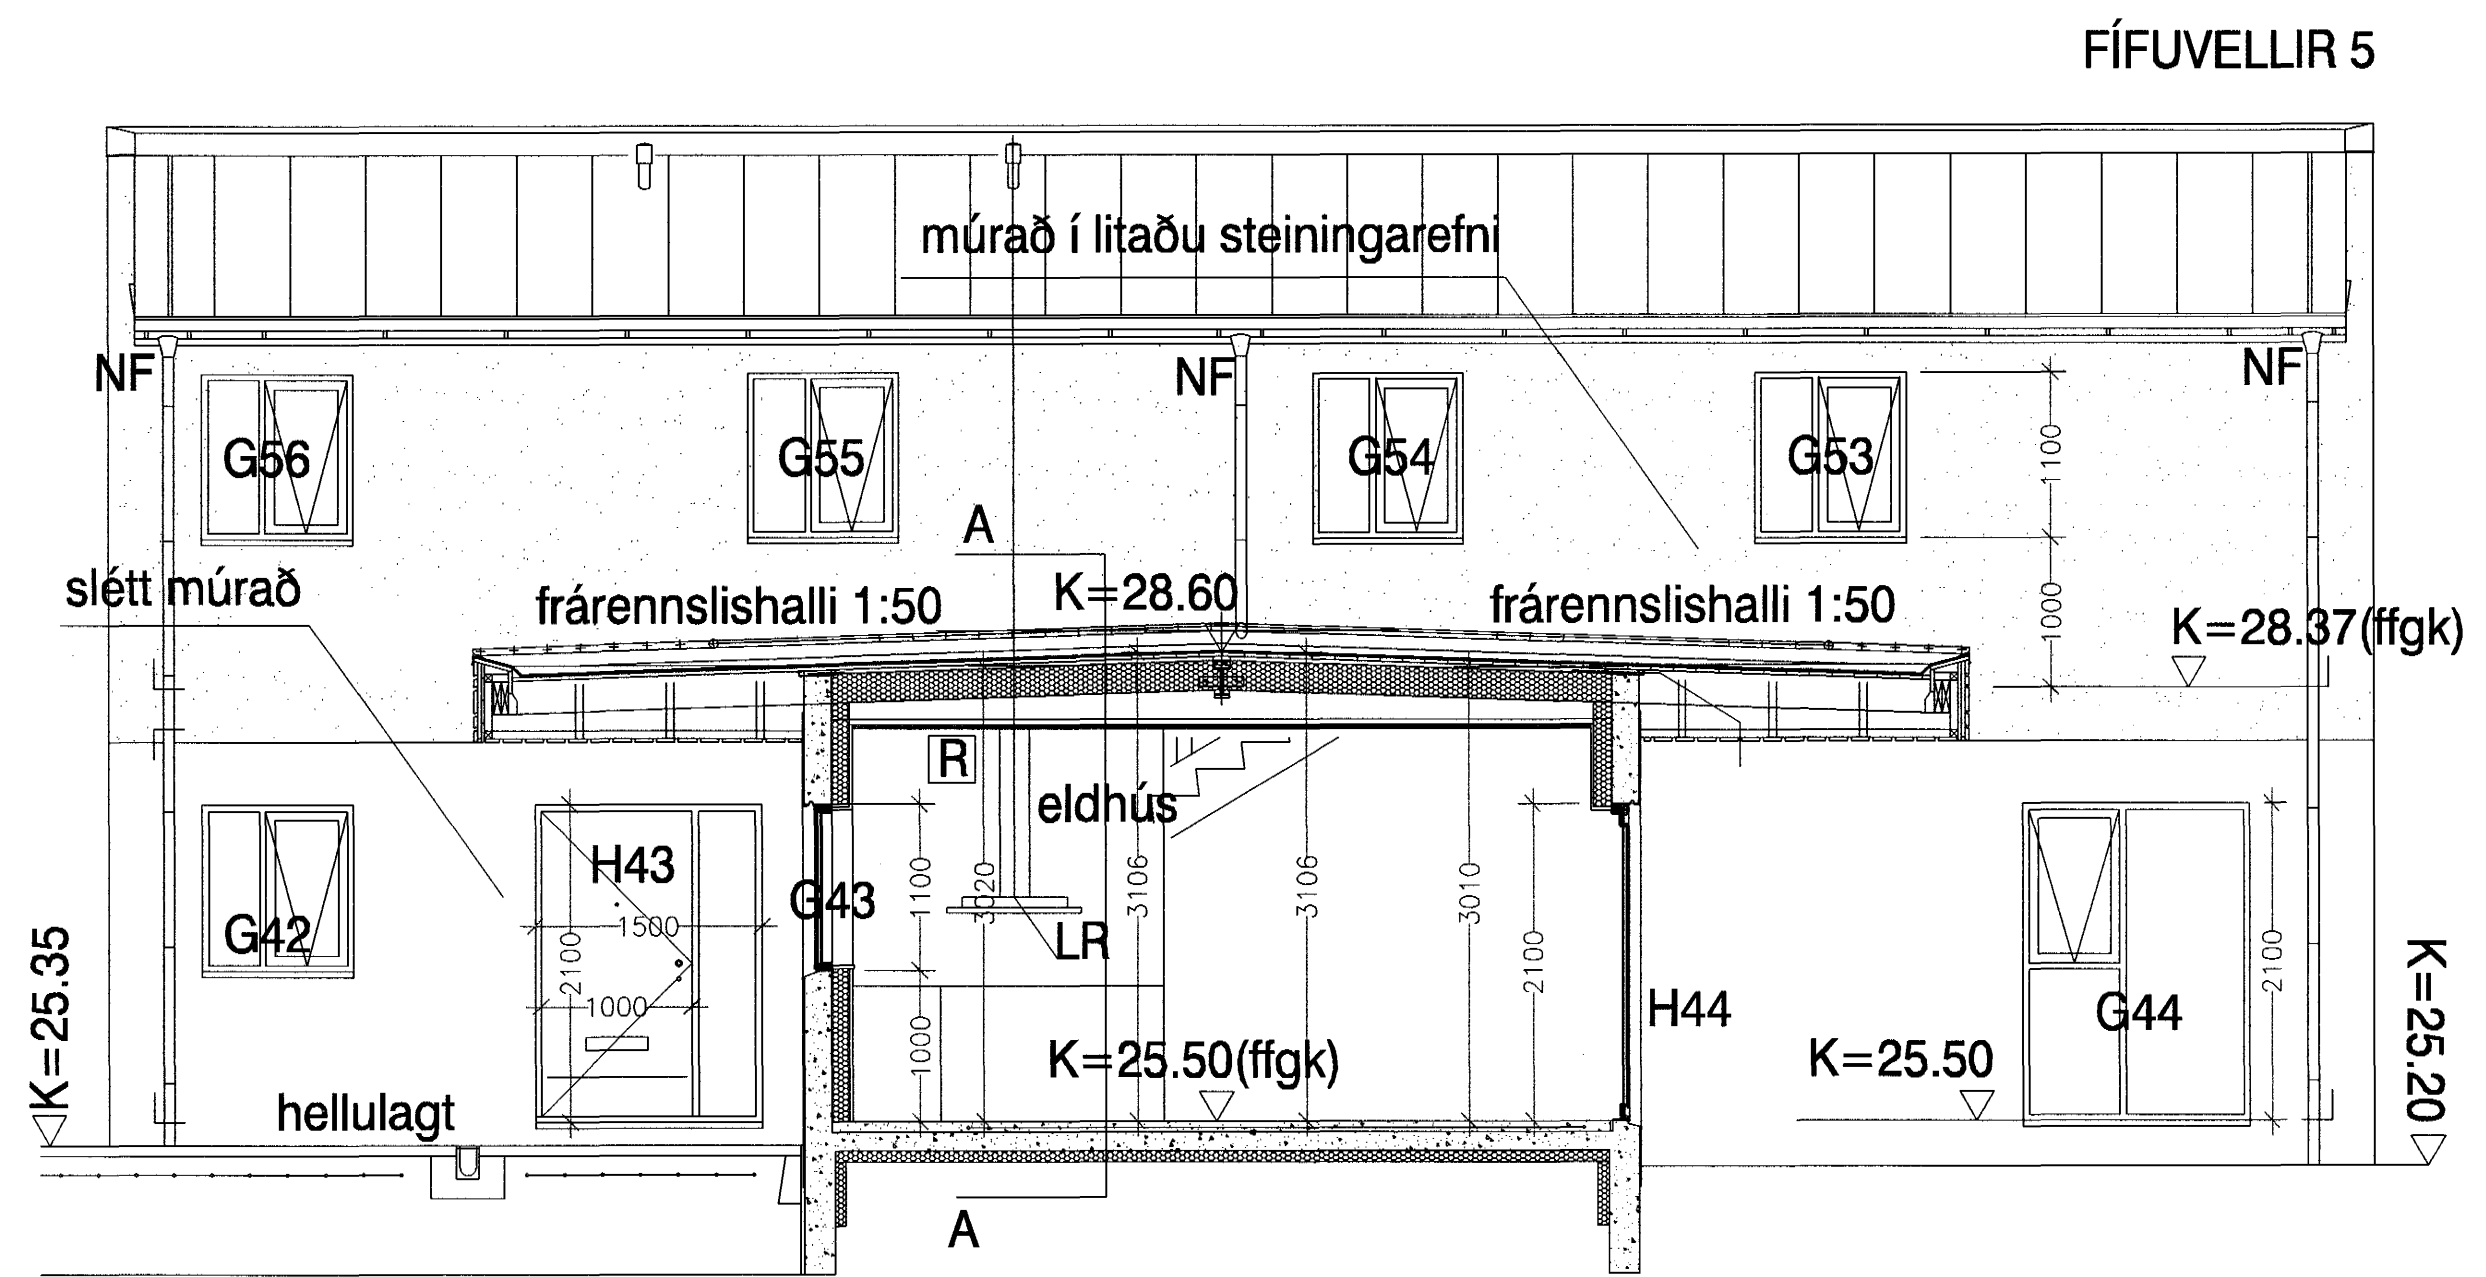 FÍFUVELLIR 5
múrað í litaðu steiningarefni
NF
NF
NF
G56
G55
G54
G53
1100
A
slétt múrað
frárennslishalli 1:50
K=28.60
frárennslishalli 1:50
1000
K=28.37(ffgk)
R
eldhús
H43
G43
1100
3020
3106
3106
3010
G42
1500
LR
2100
2100
2100
K=25.35
1000
H44
G44
K=25.20
1000
K=25.50(ffgk)
K=25.50
hellulagt
A